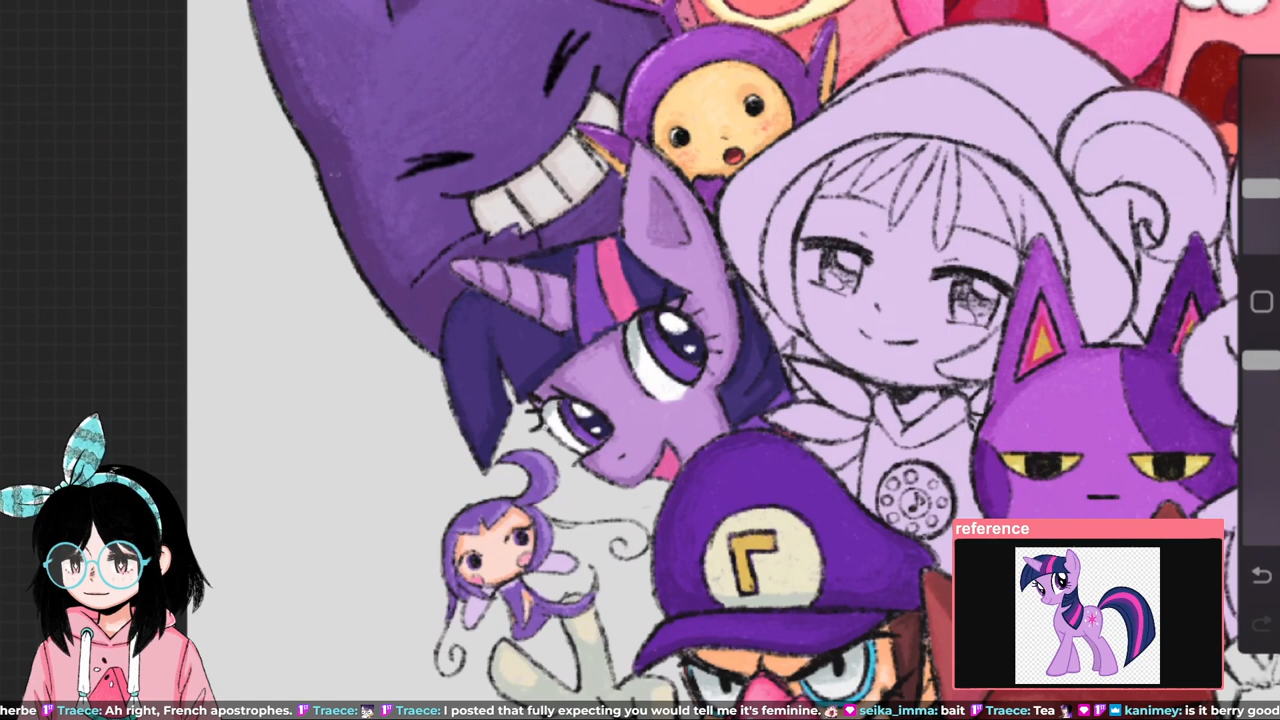 reference
herbe Traece: Ah right, French apostrophes. Traece: Traece: I posted that fully expecting you would tell me it's feminine. seika_imma: bait Traece: Tea kanimey: is it berry good